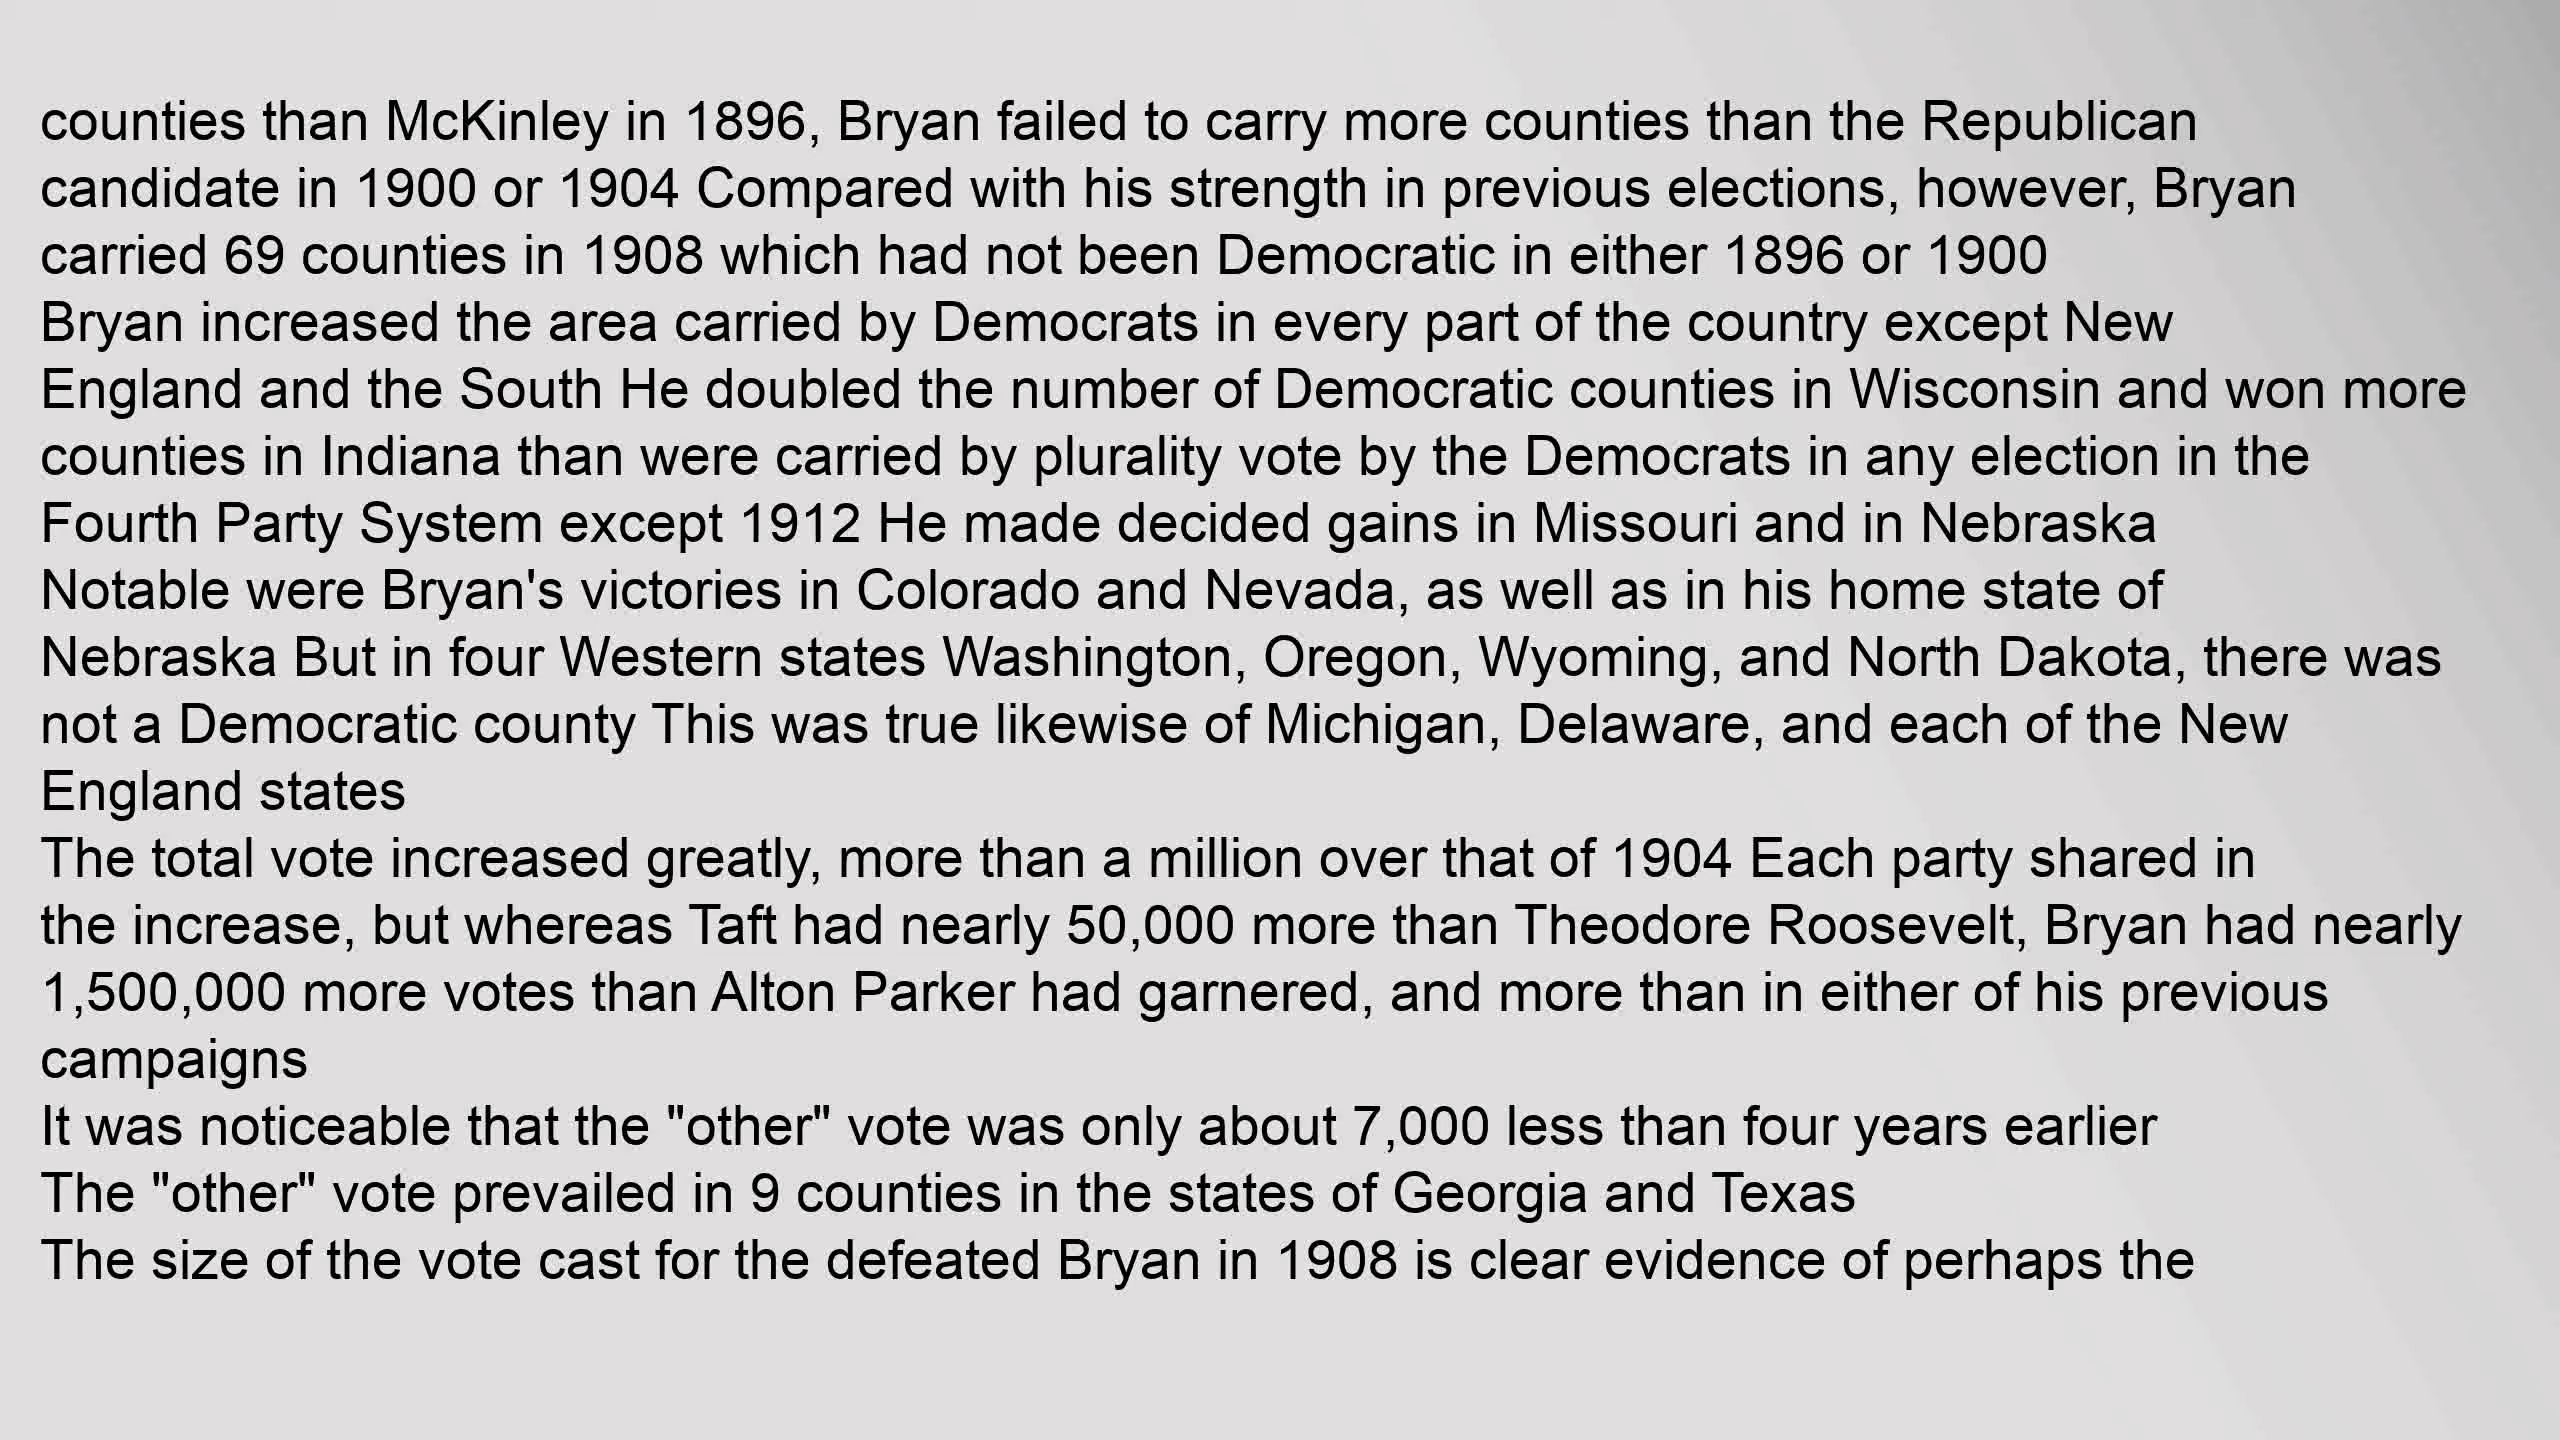 counties than McKinley in 1896, Bryan failed to carry more counties than the Republican
candidate in 1900 or 1904 Compared with his strength in previous elections, however, Bryan
carried 69 counties in 1908 which had not been Democratic in either 1896 or 1900
Bryan increased the area carried by Democrats in every part of the country except New
England and the South He doubled the number of Democratic counties in Wisconsin and won more
counties in Indiana than were carried by plurality vote by the Democrats in any election in the
Fourth Party System except 1912 He made decided gains in Missouri and in Nebraska
Notable were Bryan's victories in Colorado and Nevada, as well as in his home state of
Nebraska But in four Western states Washington, Oregon, Wyoming, and North Dakota, there was
not a Democratic county This was true likewise of Michigan, Delaware, and each of the New
England states
The total vote increased greatly, more than a million over that of 1904 Each party shared in
the increase, but whereas Taft had nearly 50,000 more than Theodore Roosevelt, Bryan had nearly
1,500,000 more votes than Alton Parker had garnered, and more than in either of his previous
campaigns
It was noticeable that the "other" vote was only about 7,000 less than four years earlier
The "other" vote prevailed in 9 counties in the states of Georgia and Texas
The size of the vote cast for the defeated Bryan in 1908 is clear evidence of perhaps the